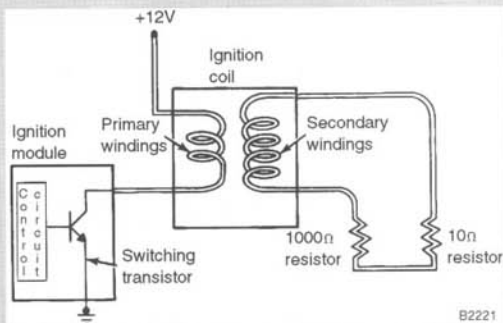 +12V
Ignition
coil
Primary
windings
Secondary
windings
Ignition
module
Control
circuit
Switching
transistor
1000Ω
resistor
10Ω
resistor
B2221